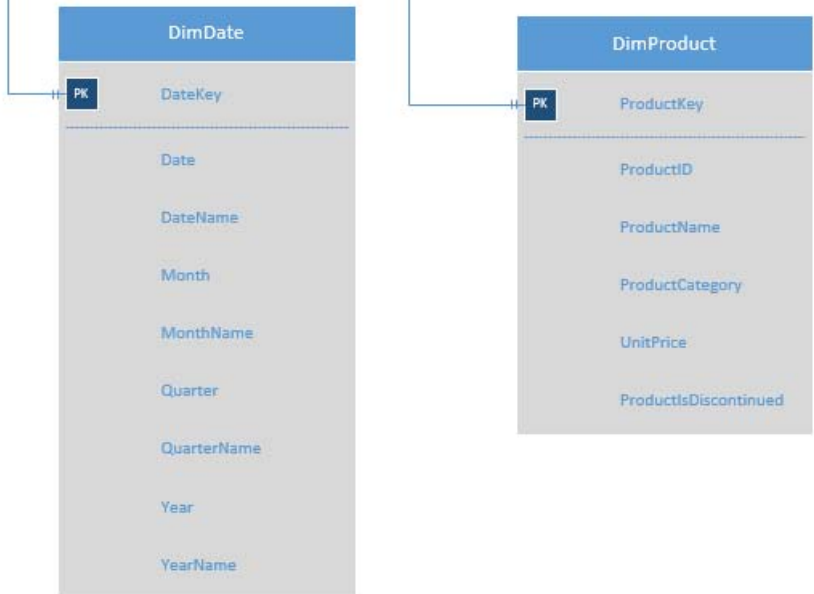 DimDate
PK DateKey
Date
DateName
Month
MonthName
Quarter
QuarterName
Year
YearName
DimProduct
PK ProductKey
ProductID
ProductName
ProductCategory
UnitPrice
ProductIsDiscontinued